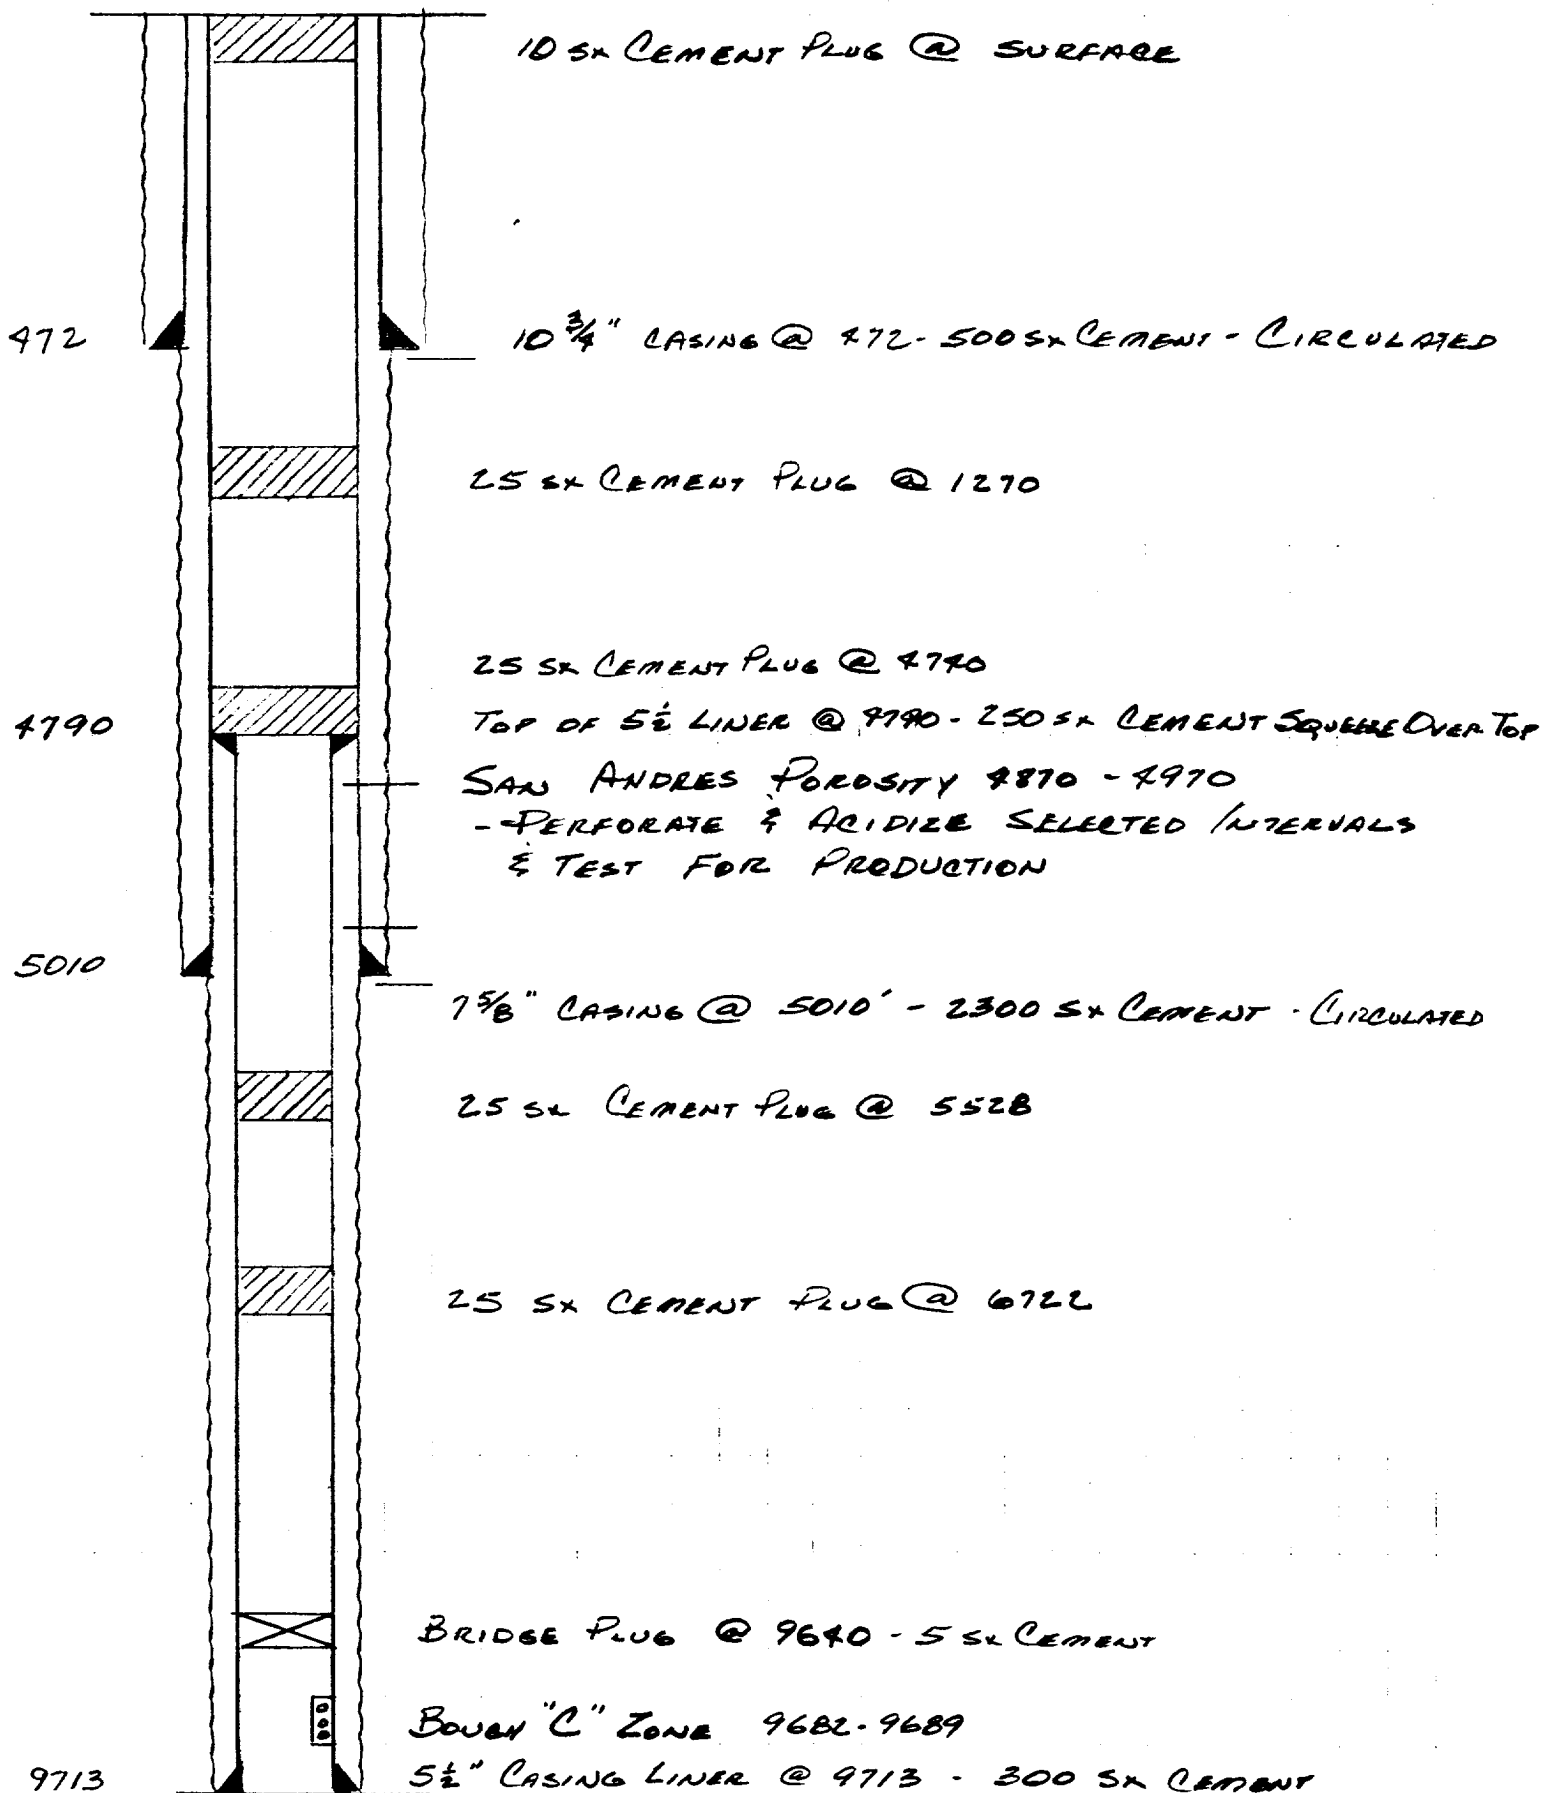 10 SX CEMENT PLUG @ SURFACE
472
10 3/4" CASING @ 472 - 500 SX CEMENT - CIRCULATED
25 SX CEMENT PLUG @ 1270
25 SX CEMENT PLUG @ 4740
4790
TOP OF 5 1/2 LINER @ 4790 - 250 SX CEMENT SQUEEZE OVER TOP
SAN ANDRES POROSITY 4870 - 4970
- PERFORATE & ACIDIZE SELECTED INTERVALS
& TEST FOR PRODUCTION
5010
7 5/8" CASING @ 5010' - 2300 SX CEMENT - CIRCULATED
25 SX CEMENT PLUG @ 5528
25 SX CEMENT PLUG @ 6722
BRIDGE PLUG @ 9640 - 5 SX CEMENT
BOUGH "C" ZONE 9682-9689
9713
5 1/2" CASING LINER @ 9713 - 300 SX CEMENT